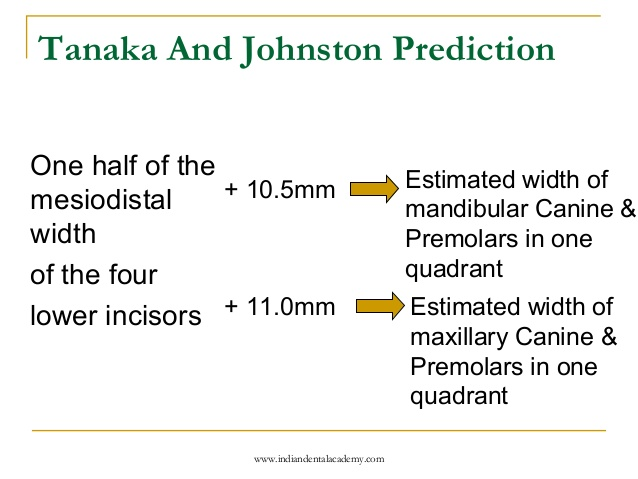 Tanaka And Johnston Prediction
One half of the
mesiodistal
width
of the four
lower incisors
+ 10.5mm
Estimated width of
mandibular Canine &
Premolars in one
quadrant
+ 11.0mm
Estimated width of
maxillary Canine &
Premolars in one
quadrant
www.indiandentalacademy.com